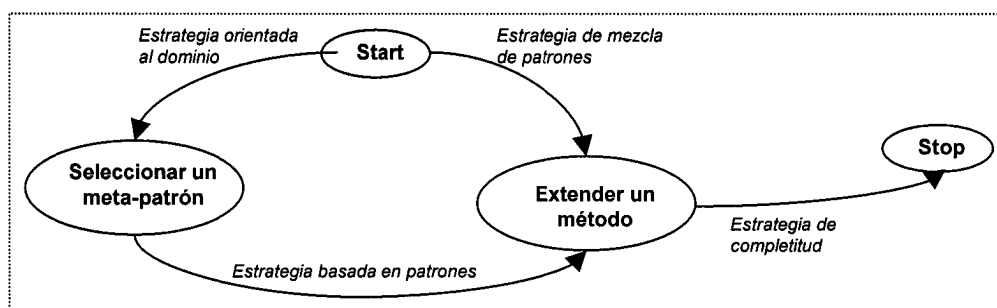 Estrategia orientada
al dominio
Start
Estrategia de mezcla
de patrones
Seleccionar un
meta-patrón
Extender un
método
Stop
Estrategia de
completitud
Estrategia basada en patrones